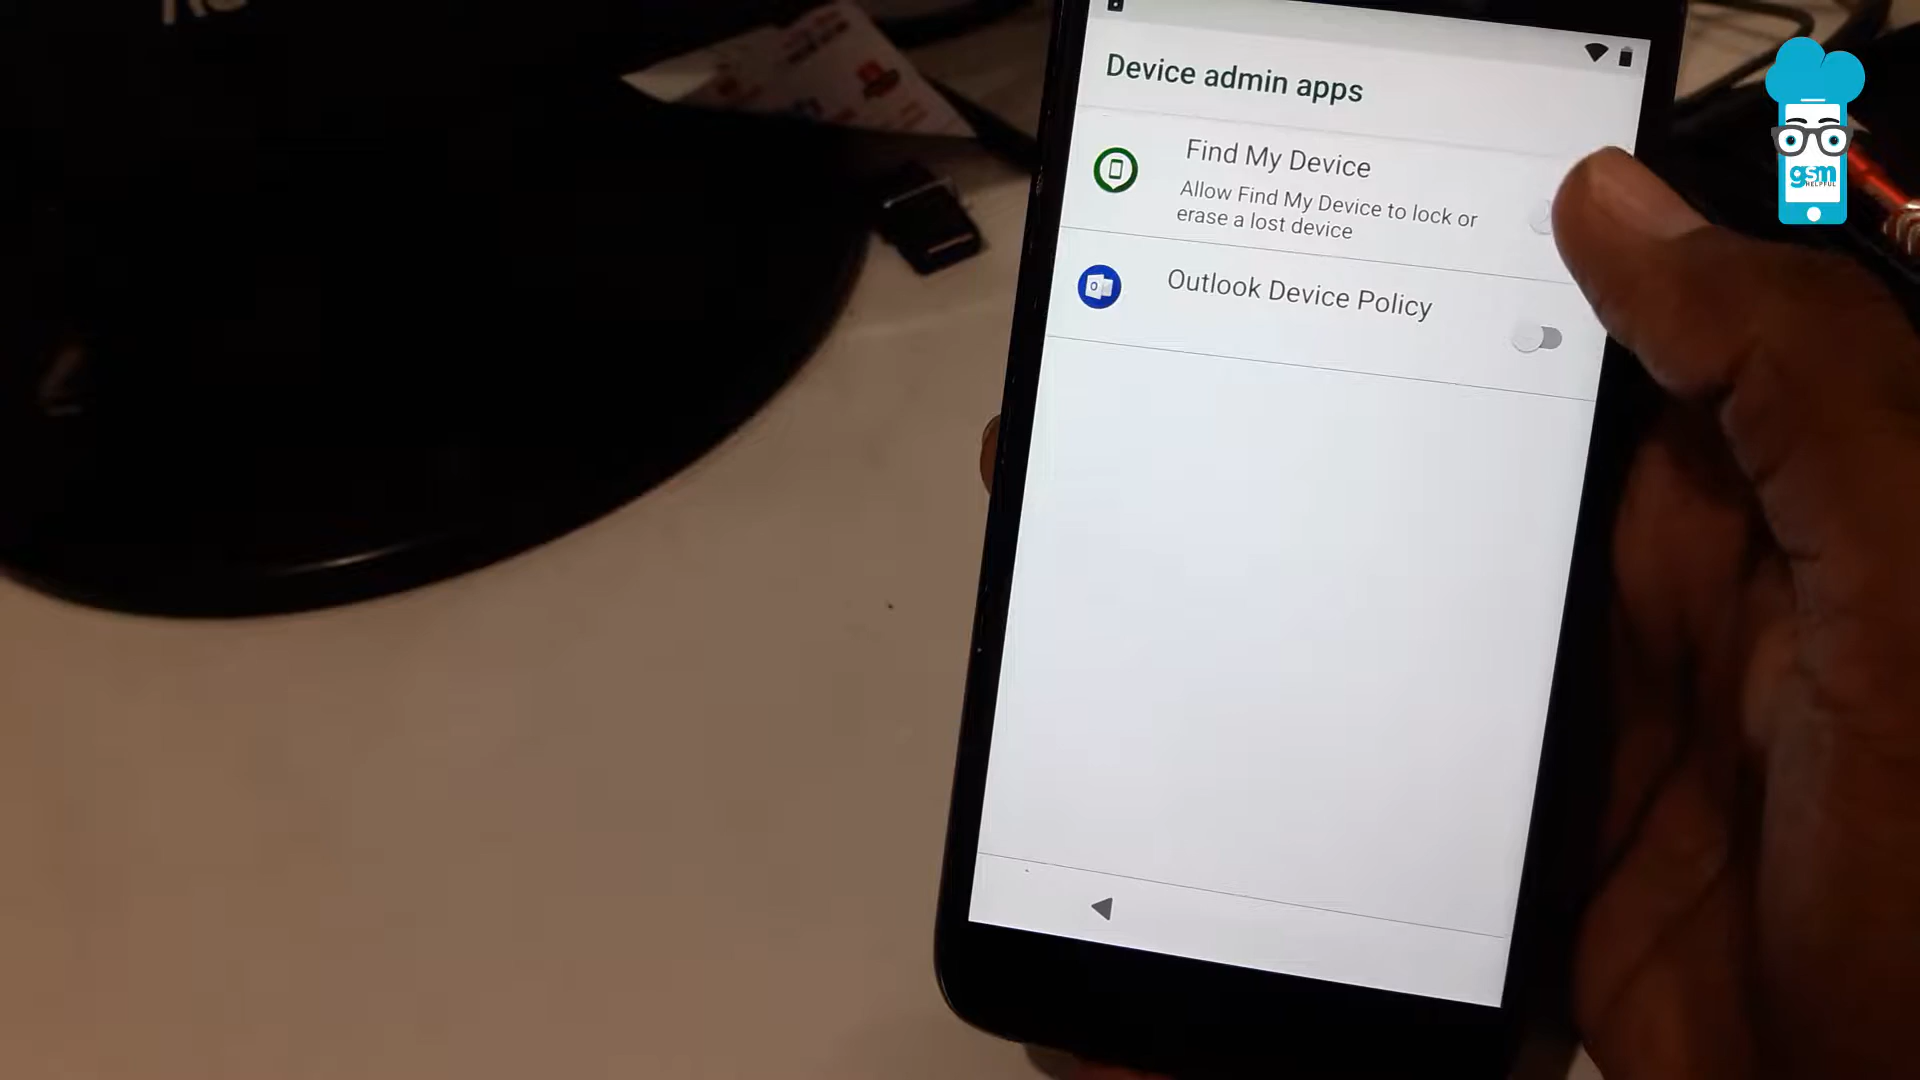 Device admin apps
Find My Device
Allow Find My Device to lock or
erase a lost device
Outlook Device Policy
gsm
HELPFUL